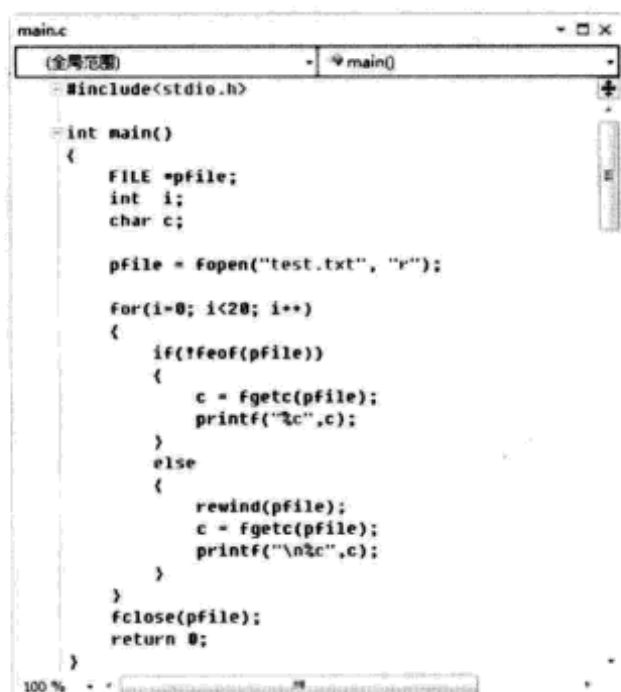 main.c
(全局范围) main()
#include<stdio.h>
int main()
{
FILE *pfile;
int i;
char c;
pfile = fopen("test.txt", "r");
for(i=0; i<20; i++)
{
if(!feof(pfile))
{
c = fgetc(pfile);
printf("%c",c);
}
else
{
rewind(pfile);
c = fgetc(pfile);
printf("\n%c",c);
}
}
fclose(pfile);
return 0;
}
100 %